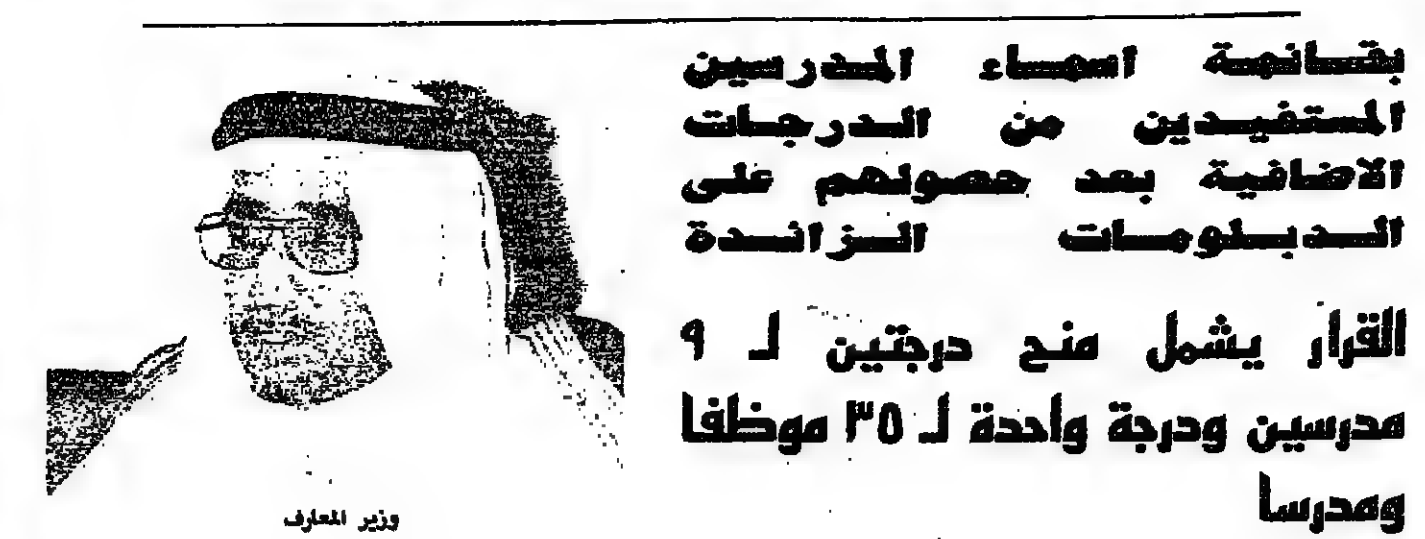 بقائمة اسماء المدرسين
المستفيدين من الدرجات
الاضافية بعد حصولهم على
الدبلومات الزائدة
القرار يشمل منح درجتين لـ ٩
مدرسين ودرجة واحدة لـ ٣٥ موظفا
ومدرسا
وزير المعارف